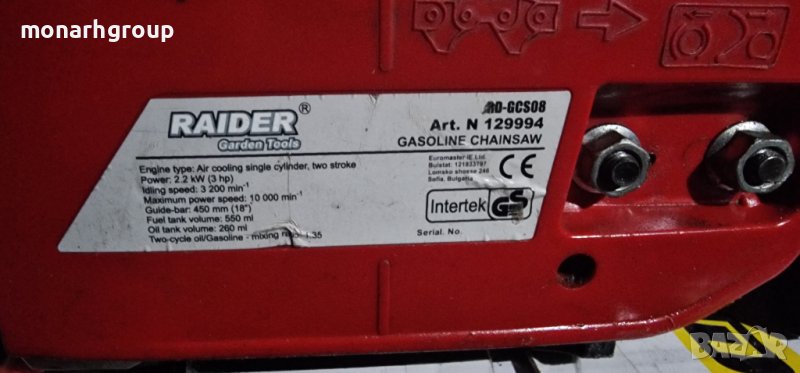 monarhgroup
RAIDER®
Garden Tools
RD-GCS08
Art. N 129994
GASOLINE CHAINSAW
Engine type: Air cooling single cylinder, two stroke
Power: 2.2 kW (3 hp)
Idling speed: 3 200 min-1
Maximum power speed: 10 000 min-1
Guide-bar: 450 mm (18")
Fuel tank volume: 550 ml
Oil tank volume: 260 ml
Two-cycle oil/Gasoline - mixing 1:35
Euromaster IE Ltd.
Bulstat: 121833797
Lomsko shosse 246
Sofia, Bulgaria
CE
Intertek GS
Serial. No.
BAZAR